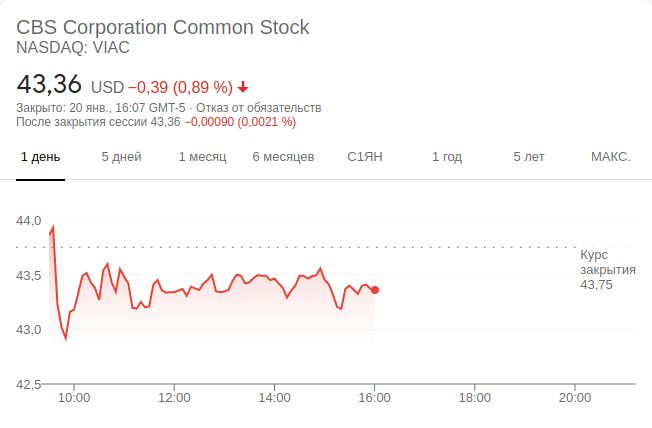 CBS Corporation Common Stock
NASDAQ: VIAC
43,36 USD −0,39 (0,89 %)
Закрыто: 20 янв., 16:07 GMT-5 · Отказ от обязательств
После закрытия сессии 43,36 −0,00090 (0,0021 %)
1 день 5 дней 1 месяц 6 месяцев С1ЯН 1 год 5 лет МАКС.
44,0
Курс
закрытия
43,75
43,5
43,0
42,5
10:00 12:00 14:00 16:00 18:00 20:00